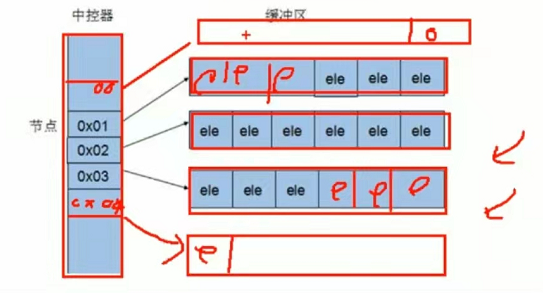 中控器 缓冲区
+ 0
00
e e e ele ele ele
节点 0x01
ele ele ele ele ele ele
0x02
0x03
ele ele ele e e e
0x04
e